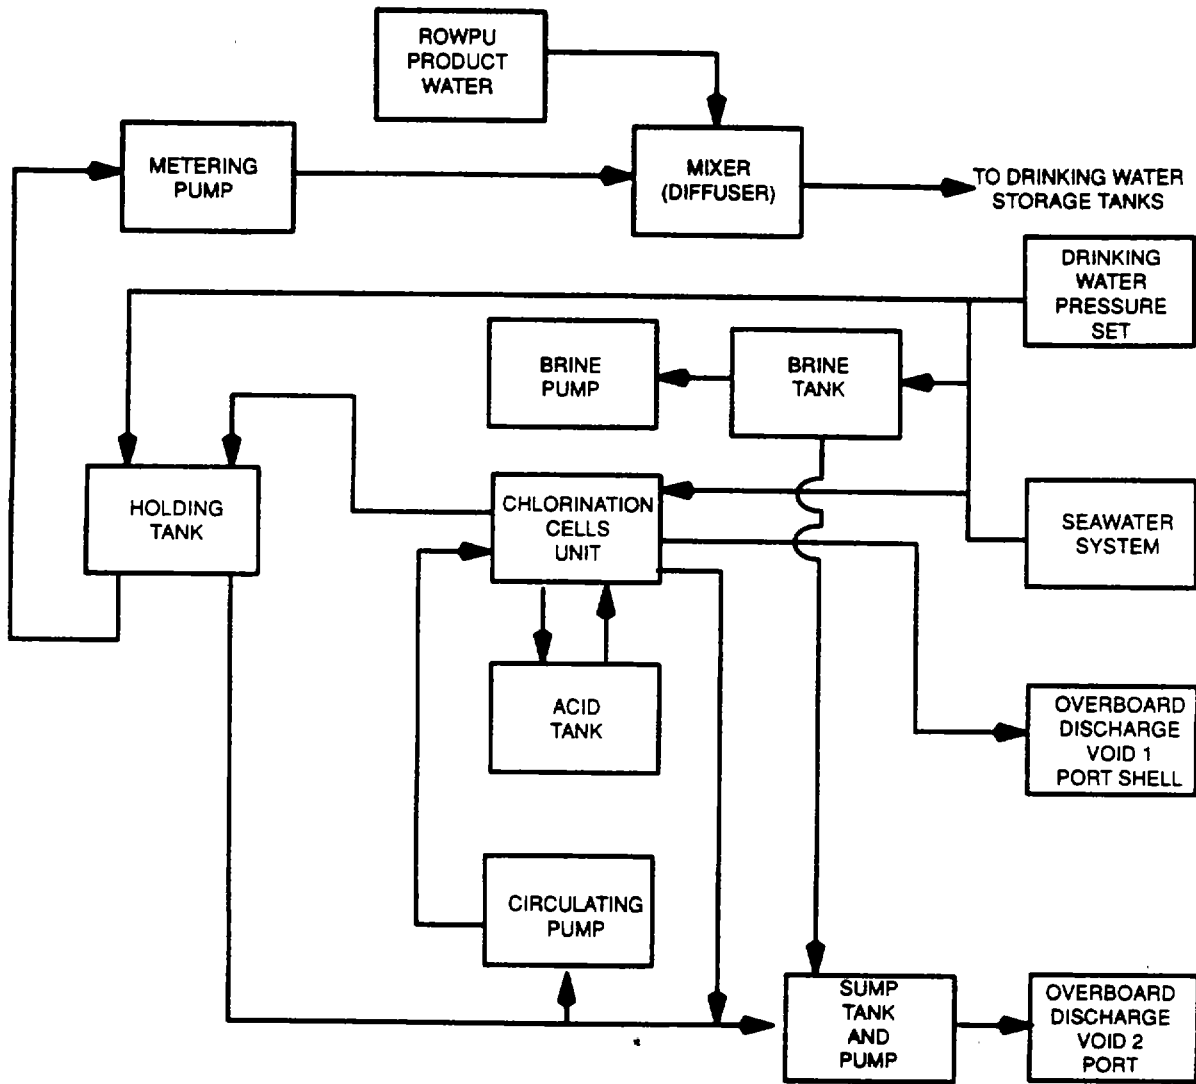 ROWPU
PRODUCT
WATER
METERING
PUMP
MIXER
(DIFFUSER)
TO DRINKING WATER
STORAGE TANKS
DRINKING
WATER
PRESSURE
SET
BRINE
PUMP
BRINE
TANK
HOLDING
TANK
CHLORINATION
CELLS
UNIT
SEAWATER
SYSTEM
ACID
TANK
OVERBOARD
DISCHARGE
VOID 1
PORT SHELL
CIRCULATING
PUMP
SUMP
TANK
AND
PUMP
OVERBOARD
DISCHARGE
VOID 2
PORT